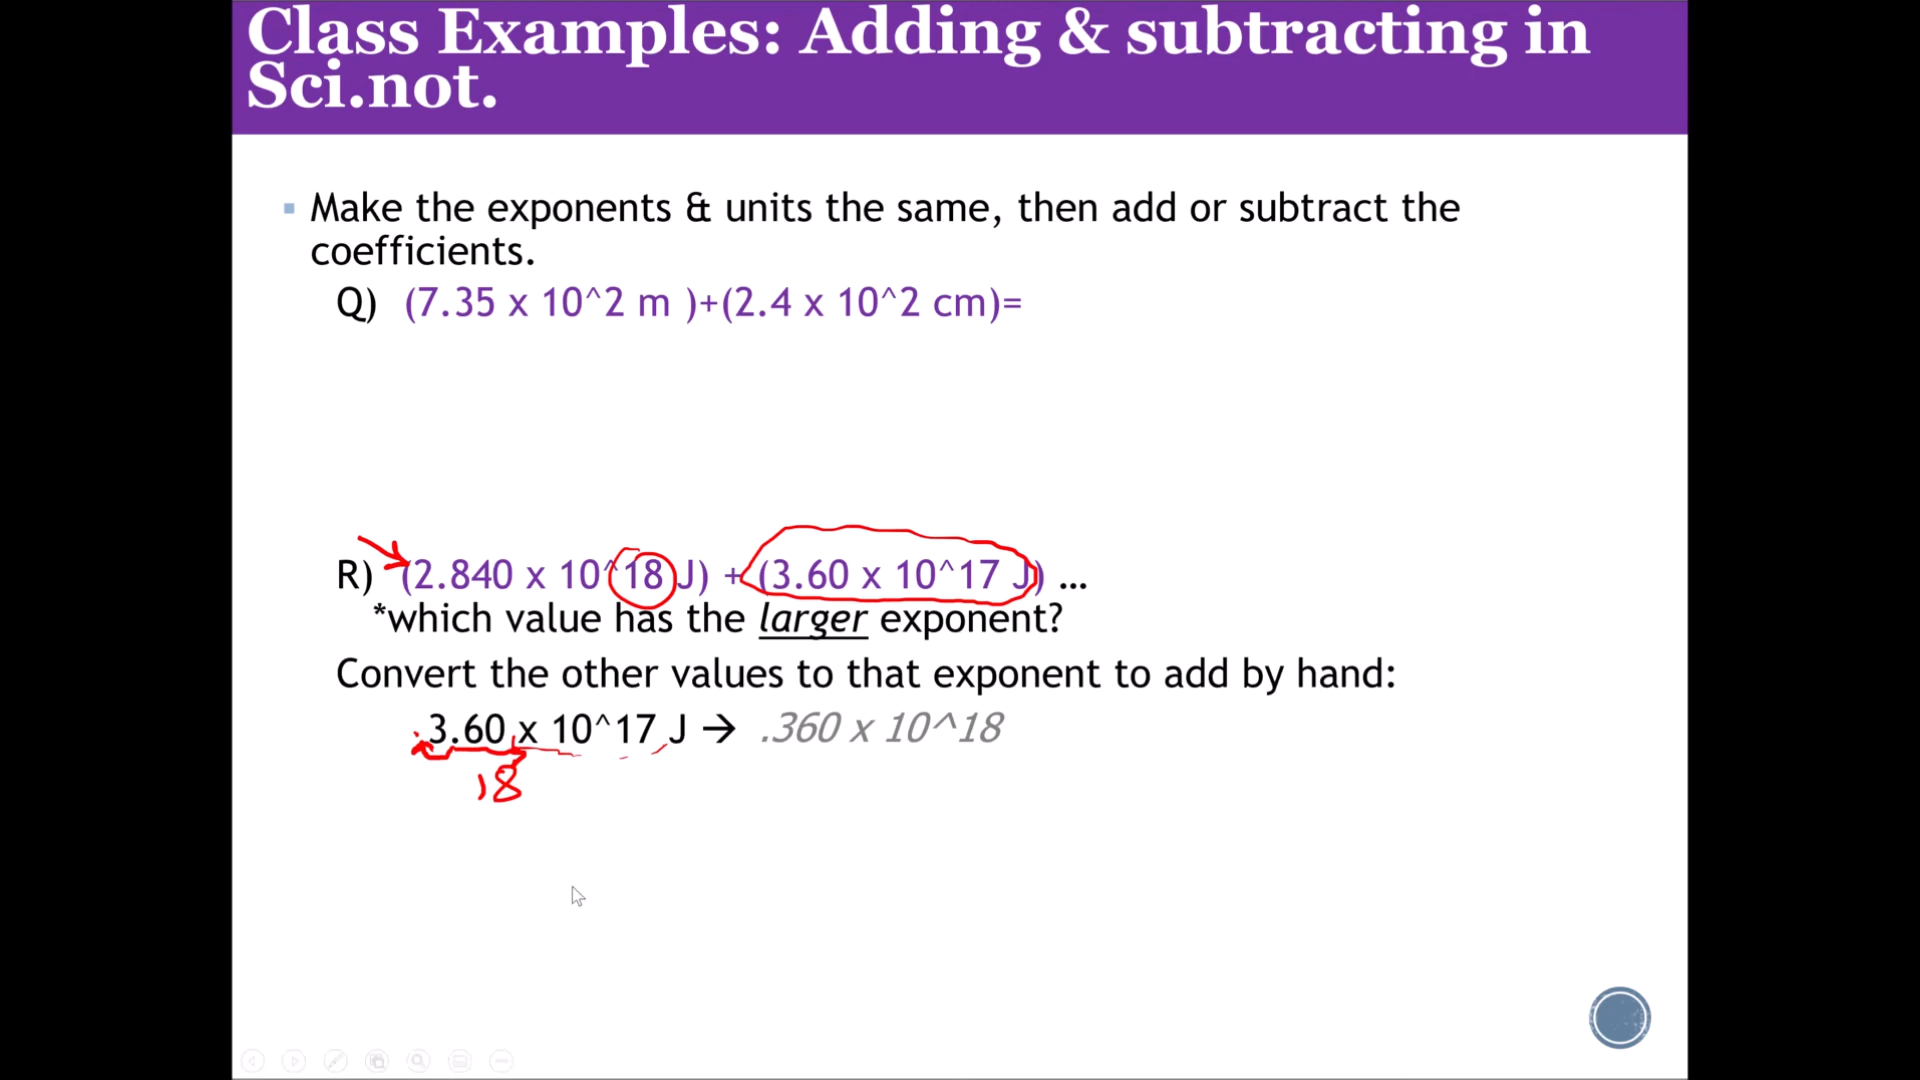 Class Examples: Adding & subtracting in
Sci.not.
Make the exponents & units the same, then add or subtract the
coefficients.
Q) (7.35 x 10^2 m )+(2.4 x 10^2 cm)=
R) (2.840 x 10^18 J) + (3.60 x 10^17 J) ...
*which value has the larger exponent?
Convert the other values to that exponent to add by hand:
3.60 x 10^17 J → .360 x 10^18
18